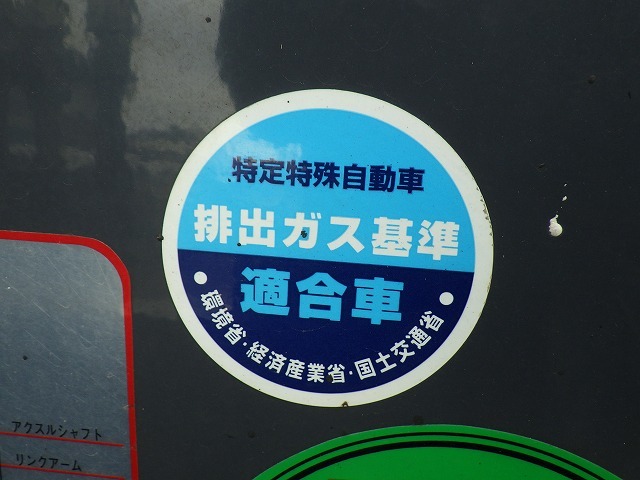 特定特殊自動車
排出ガス基準
適合車
環境省・経済産業省・国土交通省
アクスルシャフト
リンクアーム